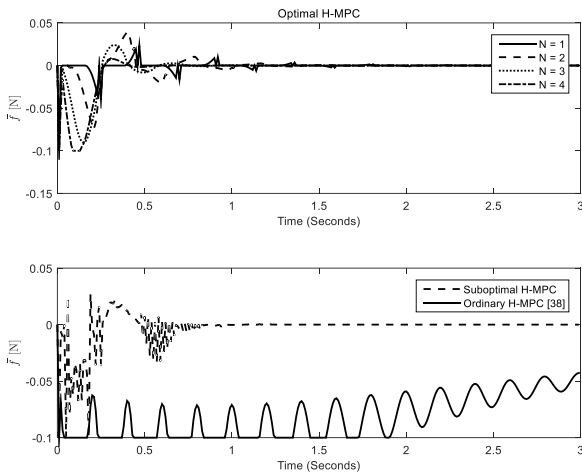 Optimal H-MPC
0.05
0
-0.05
-0.1
-0.15
f̄ [N]
N = 1
N = 2
N = 3
N = 4
0 0.5 1 1.5 2 2.5 3
Time (Seconds)
0.05
0
-0.05
-0.1
f̄ [N]
Suboptimal H-MPC
Ordinary H-MPC [38]
0 0.5 1 1.5 2 2.5 3
Time (Seconds)